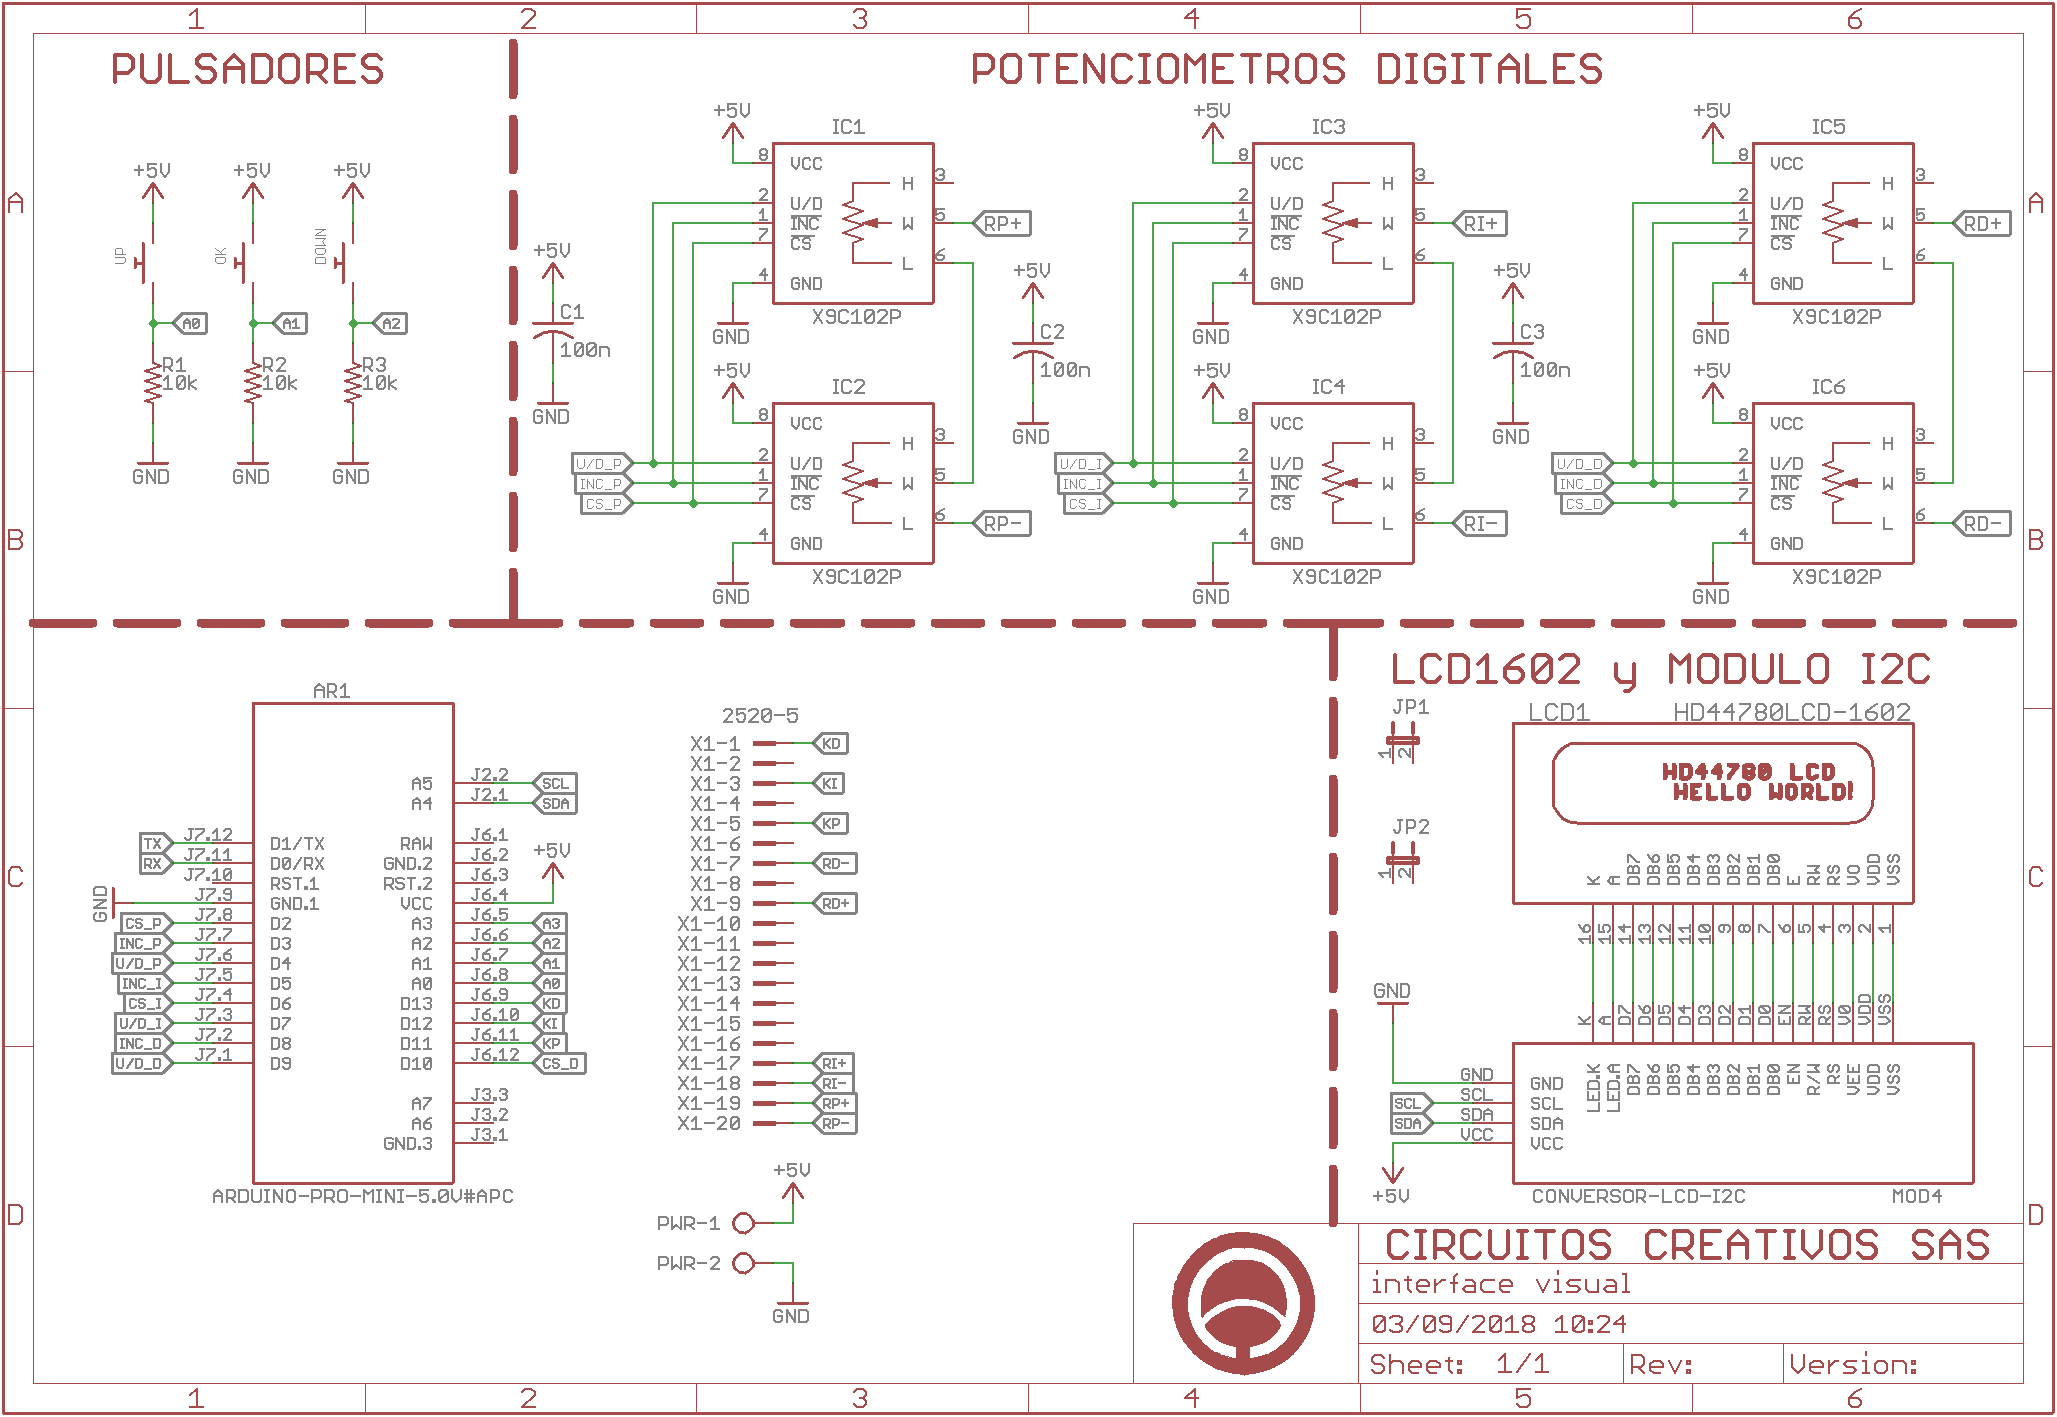 1 2 3 4 5 6
A
B
C
D
A
B
C
D
PULSADORES
+5V +5V +5V
UP OK DOWN
A0 A1 A2
R1 R2 R3
10k 10k 10k
GND GND GND
POTENCIOMETROS DIGITALES
+5V
C1
100n
GND
+5V
IC1
8 VCC
2 U/D
1 INC
7 CS
4 GND
H 3
W 5
L 6
RP+
X9C102P
GND
+5V
IC2
8 VCC
2 U/D
1 INC
7 CS
4 GND
H 3
W 5
L 6
U/D_P
INC_P
CS_P
RP-
X9C102P
GND
+5V
C2
100n
GND
+5V
IC3
8 VCC
2 U/D
1 INC
7 CS
4 GND
H 3
W 5
L 6
RI+
X9C102P
GND
+5V
IC4
8 VCC
2 U/D
1 INC
7 CS
4 GND
H 3
W 5
L 6
U/D_I
INC_I
CS_I
RI-
X9C102P
GND
+5V
C3
100n
GND
+5V
IC5
8 VCC
2 U/D
1 INC
7 CS
4 GND
H 3
W 5
L 6
RD+
X9C102P
GND
+5V
IC6
8 VCC
2 U/D
1 INC
7 CS
4 GND
H 3
W 5
L 6
U/D_D
INC_D
CS_D
RD-
X9C102P
GND
AR1
TX J7.12 D1/TX
RX J7.11 D0/RX
J7.10 RST.1
GND J7.9 GND.1
CS_P J7.8 D2
INC_P J7.7 D3
U/D_P J7.6 D4
INC_I J7.5 D5
CS_I J7.4 D6
U/D_I J7.3 D7
INC_D J7.2 D8
U/D_D J7.1 D9
A5 J2.2 SCL
A4 J2.1 SDA
RAW J6.1
GND.2 J6.2
RST.2 J6.3
VCC J6.4 +5V
A3 J6.5 A3
A2 J6.6 A2
A1 J6.7 A1
A0 J6.8 A0
D13 J6.9 KD
D12 J6.10 KI
D11 J6.11 KP
D10 J6.12 CS_D
A7 J3.3
A6 J3.2
GND.3 J3.1
ARDUINO-PRO-MINI-5.0V#APC
2520-5
X1-1 KD
X1-2
X1-3 KI
X1-4
X1-5 KP
X1-6
X1-7 RD-
X1-8
X1-9 RD+
X1-10
X1-11
X1-12
X1-13
X1-14
X1-15
X1-16
X1-17 RI+
X1-18 RI-
X1-19 RP+
X1-20 RP-
+5V
PWR-1
PWR-2
GND
LCD1602 y MODULO I2C
JP1
1 2
JP2
1 2
LCD1 HD44780LCD-1602
HD44780 LCD
HELLO WORLD!
K A DB7 DB6 DB5 DB4 DB3 DB2 DB1 DB0 E RW RS VO VDD VSS
16 15 14 13 12 11 10 9 8 7 6 5 4 3 2 1
K A D7 D6 D5 D4 D3 D2 D1 D0 EN RW RS V0 VDD VSS
LED.K LED.A DB7 DB6 DB5 DB4 DB3 DB2 DB1 DB0 EN R/W RS VEE VDD VSS
GND
GND GND
SCL SCL SCL
SDA SDA SDA
VCC VCC
+5V
CONVERSOR-LCD-I2C MOD4
CIRCUITOS CREATIVOS SAS
interface visual
03/09/2018 10:24
Sheet: 1/1 Rev: Version:
1 2 3 4 5 6